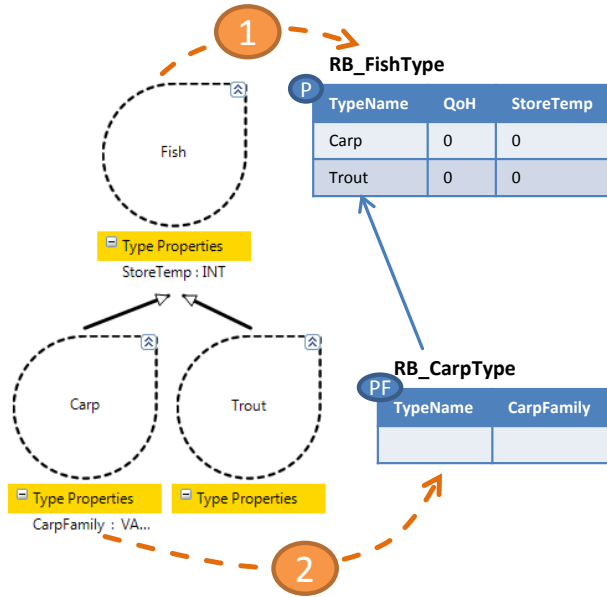 1
RB_FishType
P
TypeName QoH StoreTemp
Carp 0 0
Trout 0 0
Fish
Type Properties
StoreTemp : INT
RB_CarpType
PF
TypeName CarpFamily
Carp
Trout
Type Properties
Type Properties
CarpFamily : VA...
2